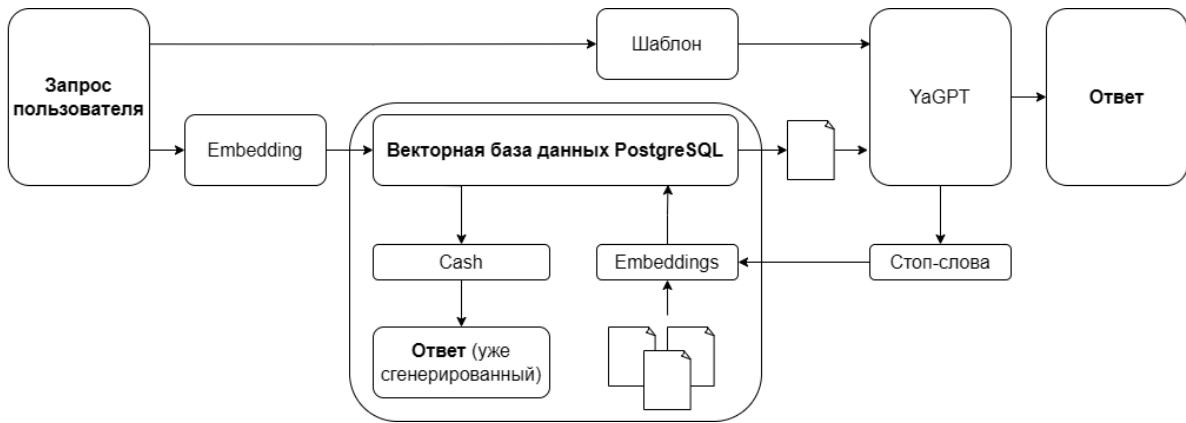 Шаблон
Запрос
пользователя
YaGPT
Ответ
Embedding
Векторная база данных PostgreSQL
Cash
Embeddings
Стоп-слова
Ответ (уже
сгенерированный)